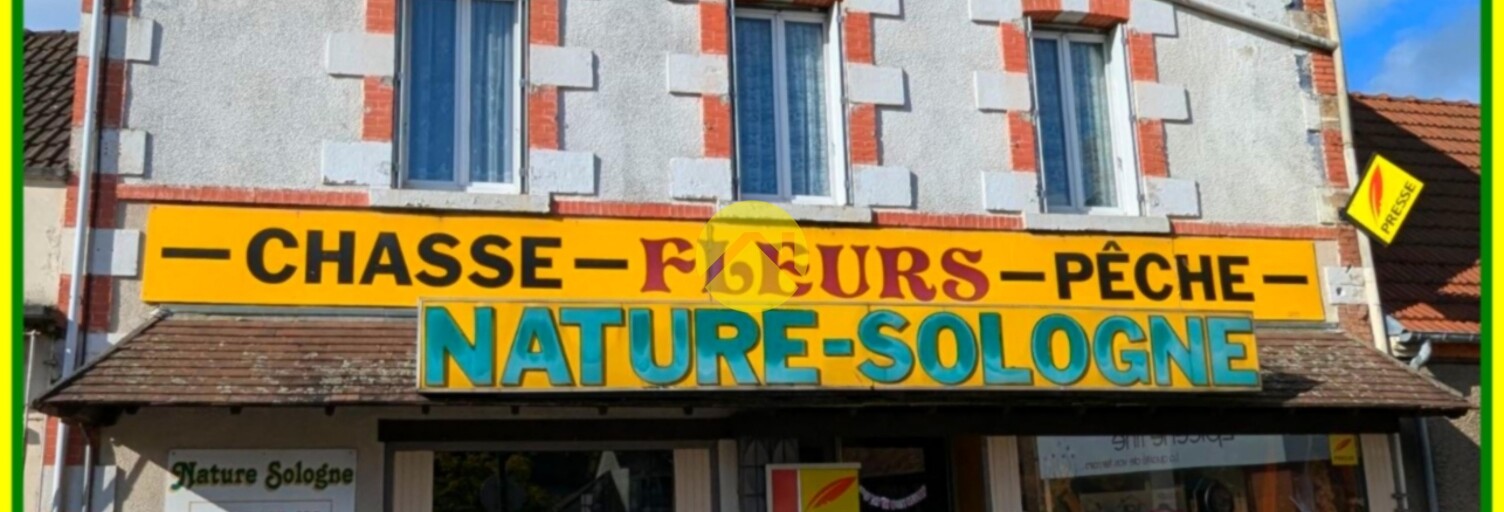 — CHASSE — FLEURS — PÊCHE —
NATURE-SOLOGNE
PRESSE
Nature Sologne